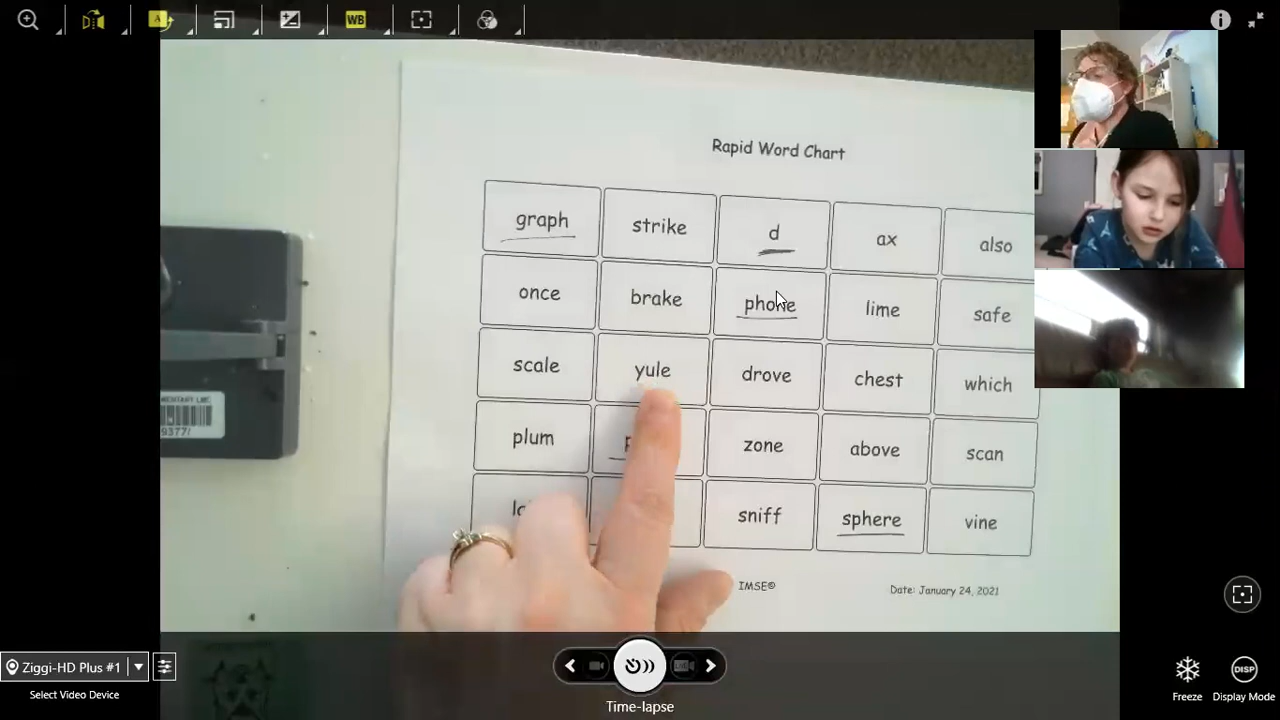 WB
Rapid Word Chart
graph strike d ax also
once brake phone lime safe
scale yule drove chest which
plum zone above scan
sniff sphere vine
IMSE© Date: January 24, 2021
9377/
Ziggi-HD Plus #1
Select Video Device
Time-lapse
Freeze
DISP
Display Mode